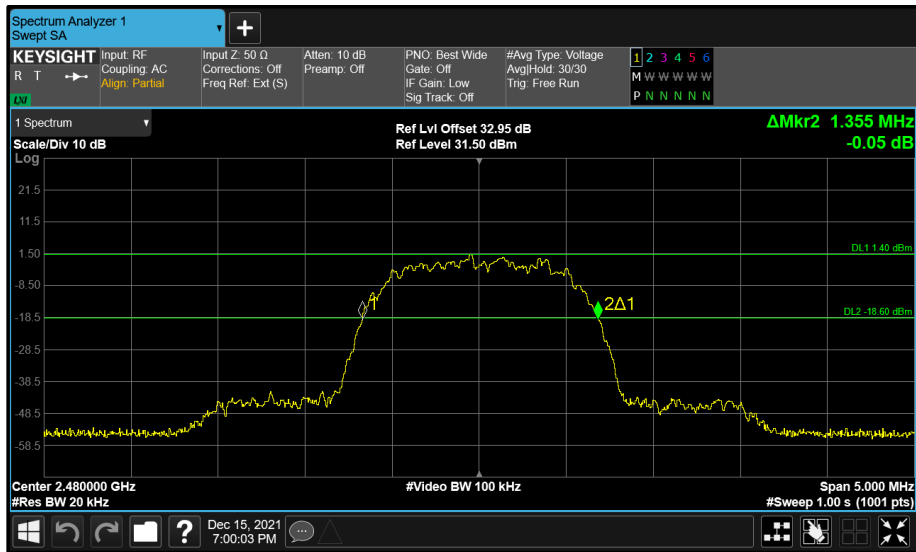 Spectrum Analyzer 1
Swept SA
KEYSIGHT
R T
LXI
Input: RF
Coupling: AC
Align: Partial
Input Z: 50 Ω
Corrections: Off
Freq Ref: Ext (S)
Atten: 10 dB
Preamp: Off
PNO: Best Wide
Gate: Off
IF Gain: Low
Sig Track: Off
#Avg Type: Voltage
Avg|Hold: 30/30
Trig: Free Run
1 2 3 4 5 6
M W W W W W
P N N N N N
1 Spectrum
Scale/Div 10 dB
Ref Lvl Offset 32.95 dB
Ref Level 31.50 dBm
ΔMkr2 1.355 MHz
-0.05 dB
Log
21.5
11.5
1.50
DL1 1.40 dBm
-8.50
1
2Δ1
-18.5
DL2 -18.60 dBm
-28.5
-38.5
-48.5
-58.5
Center 2.480000 GHz
#Video BW 100 kHz
Span 5.000 MHz
#Res BW 20 kHz
#Sweep 1.00 s (1001 pts)
?
Dec 15, 2021
7:00:03 PM